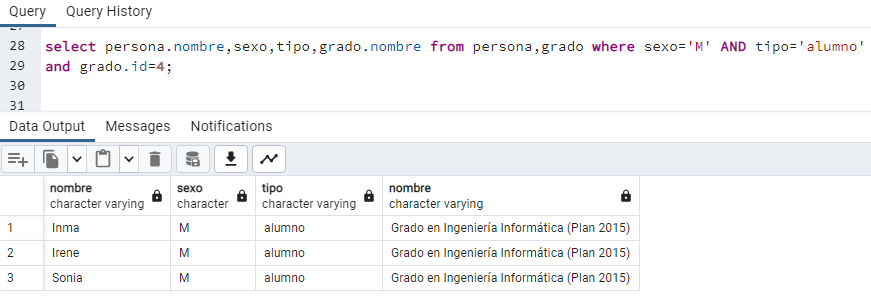 Query Query History
27
28 select persona.nombre,sexo,tipo,grado.nombre from persona,grado where sexo='M' AND tipo='alumno'
29 and grado.id=4;
30
31
Data Output Messages Notifications
nombre sexo tipo nombre
character varying character character varying character varying
1 Inma M alumno Grado en Ingeniería Informática (Plan 2015)
2 Irene M alumno Grado en Ingeniería Informática (Plan 2015)
3 Sonia M alumno Grado en Ingeniería Informática (Plan 2015)